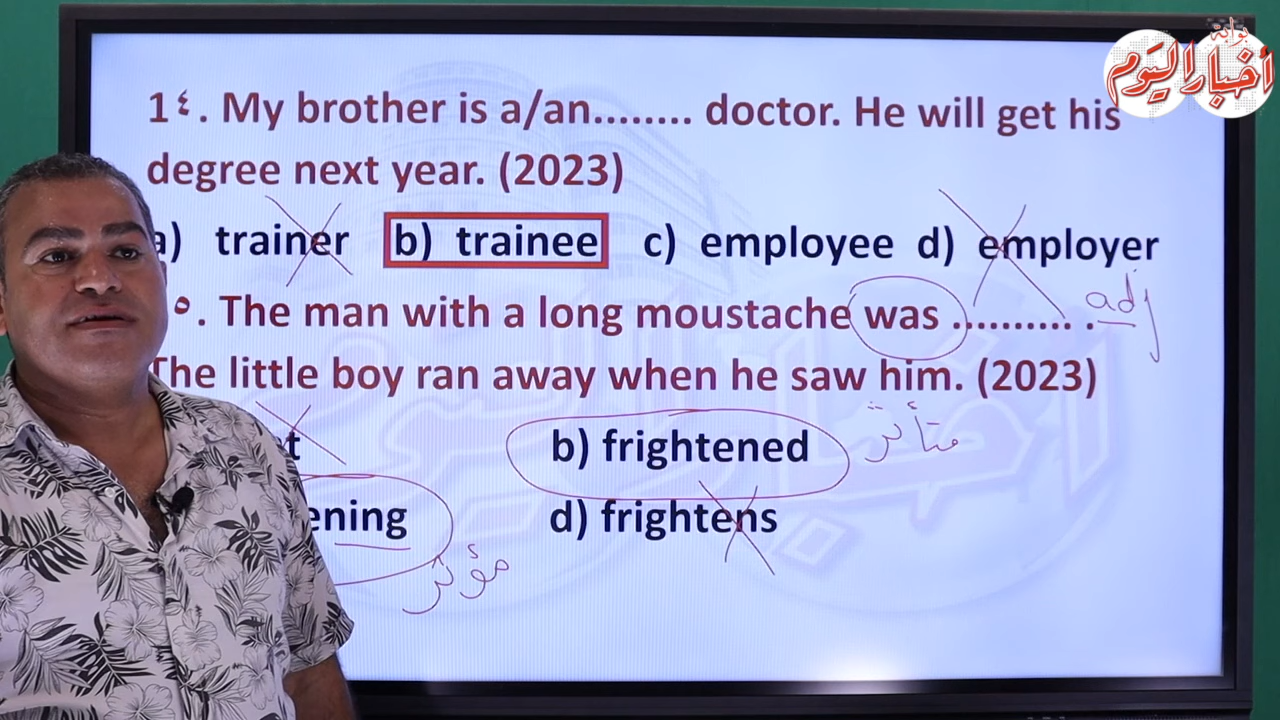 بوابة
أخبار اليوم
1٤. My brother is a/an........ doctor. He will get his
degree next year. (2023)
a) trainer b) trainee c) employee d) employer
٥. The man with a long moustache was .......... .
adj
The little boy ran away when he saw him. (2023)
t b) frightened متأثر
ening d) frightens
مؤثر